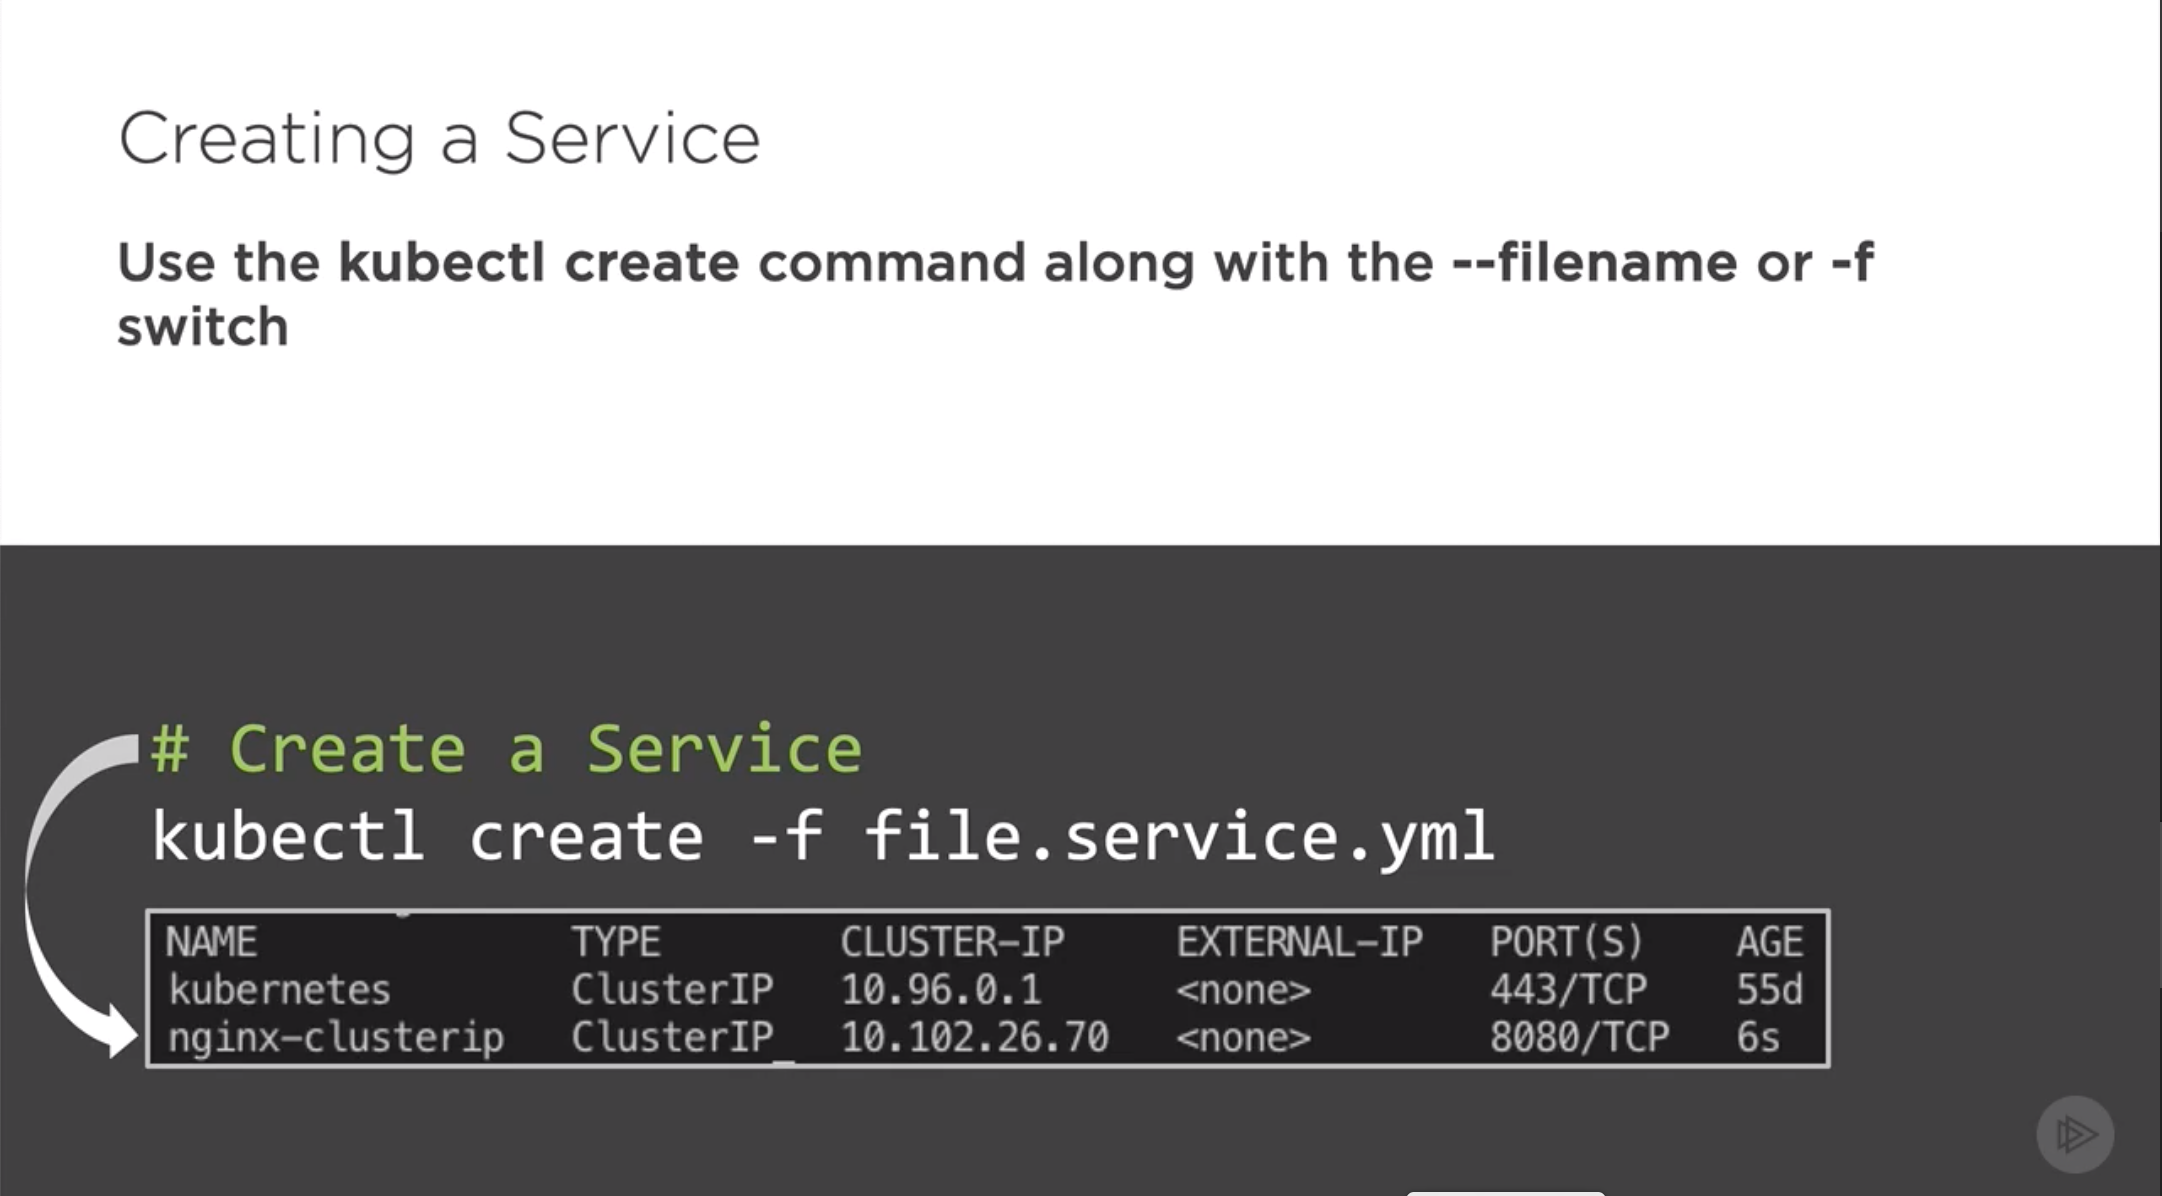 Creating a Service
Use the kubectl create command along with the --filename or -f
switch
# Create a Service
kubectl create -f file.service.yml
NAME TYPE CLUSTER-IP EXTERNAL-IP PORT(S) AGE
kubernetes ClusterIP 10.96.0.1 <none> 443/TCP 55d
nginx-clusterip ClusterIP 10.102.26.70 <none> 8080/TCP 6s